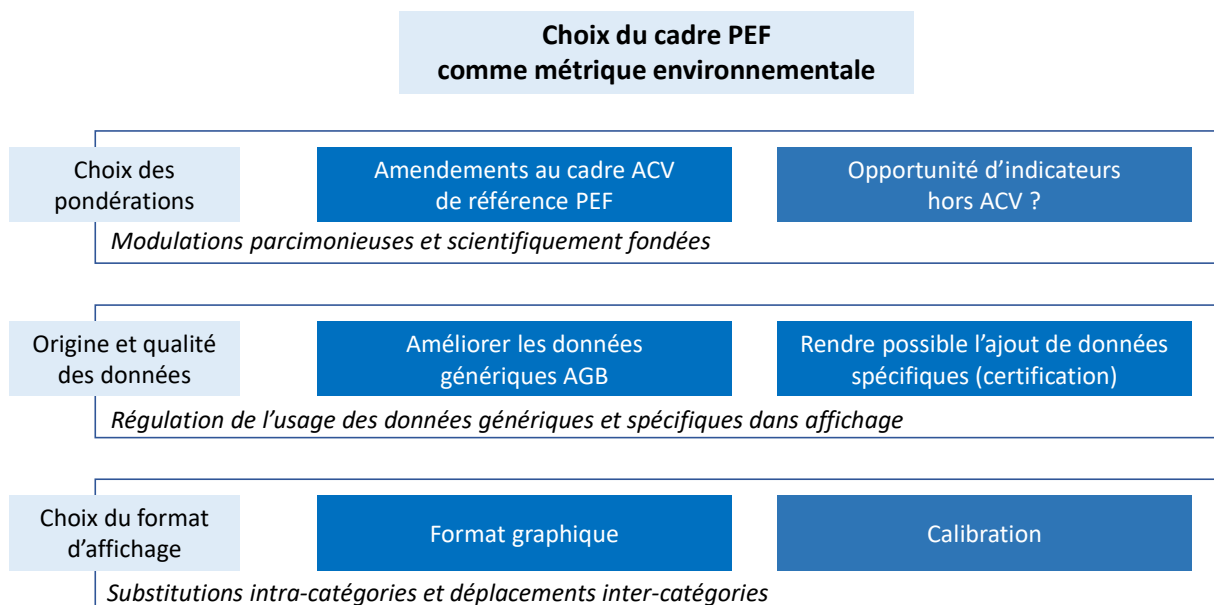 Choix du cadre PEF
comme métrique environnementale
Choix des
pondérations
Amendements au cadre ACV
de référence PEF
Opportunité d’indicateurs
hors ACV ?
Modulations parcimonieuses et scientifiquement fondées
Origine et qualité
des données
Améliorer les données
génériques AGB
Rendre possible l’ajout de données
spécifiques (certification)
Régulation de l’usage des données génériques et spécifiques dans affichage
Choix du format
d’affichage
Format graphique
Calibration
Substitutions intra-catégories et déplacements inter-catégories